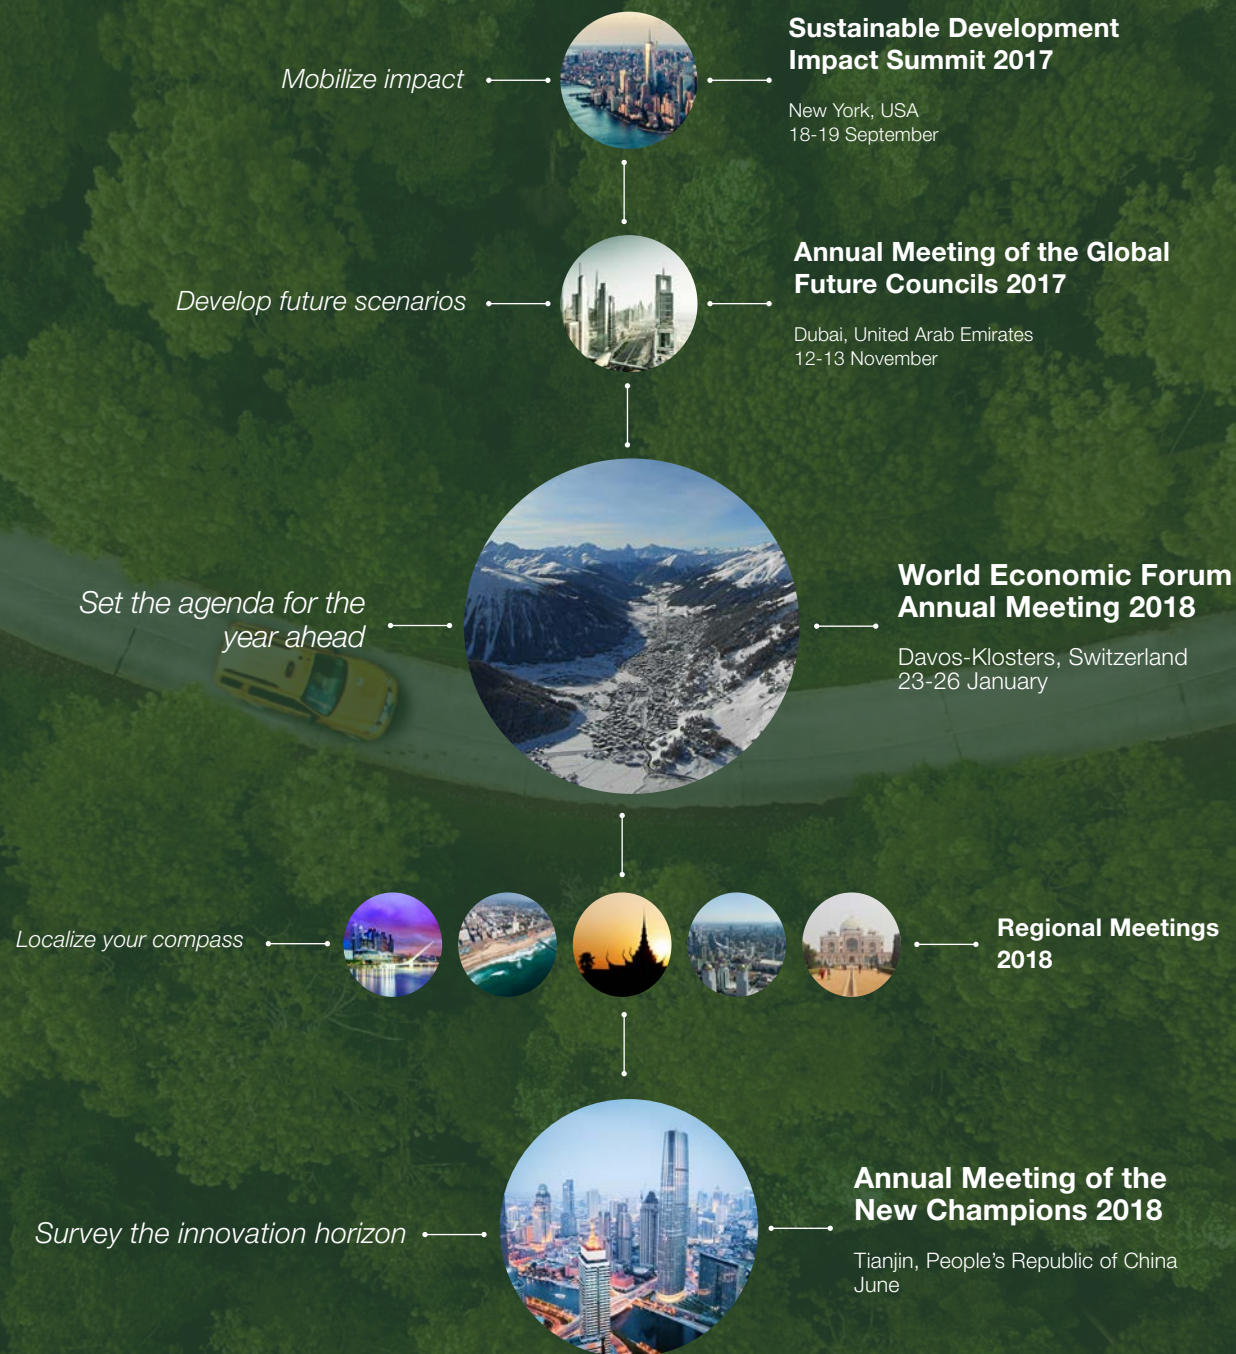 Mobilize impact
Sustainable Development
Impact Summit 2017
New York, USA
18-19 September
Develop future scenarios
Annual Meeting of the Global
Future Councils 2017
Dubai, United Arab Emirates
12-13 November
Set the agenda for the
year ahead
World Economic Forum
Annual Meeting 2018
Davos-Klosters, Switzerland
23-26 January
Localize your compass
Regional Meetings
2018
Survey the innovation horizon
Annual Meeting of the
New Champions 2018
Tianjin, People’s Republic of China
June